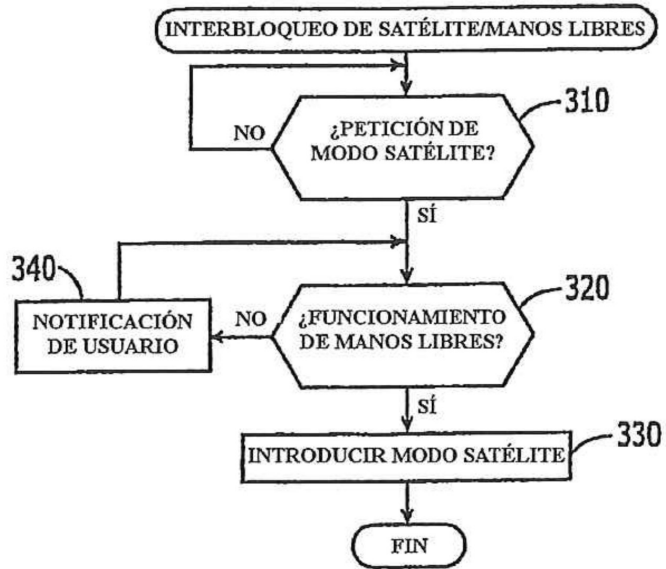 INTERBLOQUEO DE SATÉLITE/MANOS LIBRES
310
NO
¿PETICIÓN DE
MODO SATÉLITE?
SÍ
340
320
NOTIFICACIÓN
DE USUARIO
NO
¿FUNCIONAMIENTO
DE MANOS LIBRES?
SÍ
330
INTRODUCIR MODO SATÉLITE
FIN